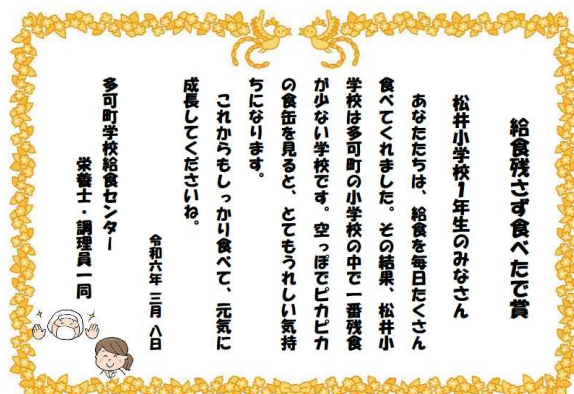 給食残さず食べたで賞
松井小学校1年生のみなさん
あなたたちは、給食を毎日たくさん
食べてくれました。その結果、松井小
学校は多可町の小学校の中で一番残食
が少ない学校です。空っぽでピカピカ
の食缶を見ると、とてもうれしい気持
ちになります。
これからもしっかり食べて、元気に
成長してくださいね。
令和六年 三月 八日
多可町学校給食センター
栄養士・調理員一同